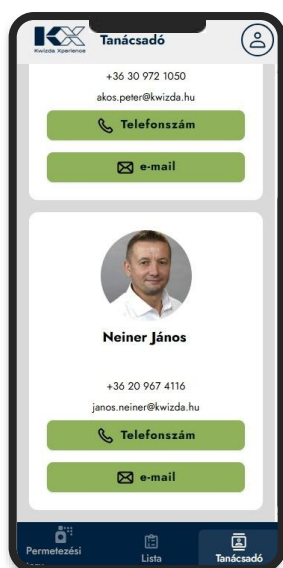 KX
Kwizda Xperience
Tanácsadó
+36 30 972 1050
akos.peter@kwizda.hu
Telefonszám
e-mail
Neiner János
+36 20 967 4116
janos.neiner@kwizda.hu
Telefonszám
e-mail
Permetezési
Lista
Tanácsadó